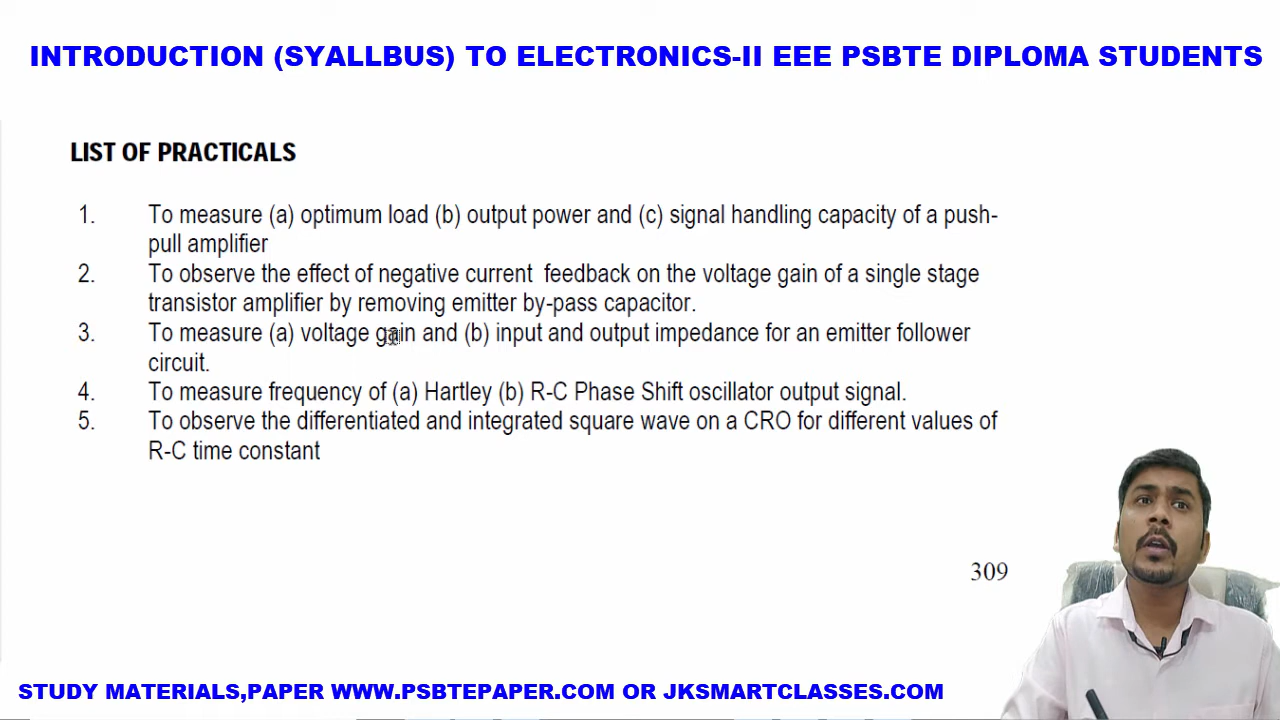 INTRODUCTION (SYALLBUS) TO ELECTRONICS-II EEE PSBTE DIPLOMA STUDENTS
LIST OF PRACTICALS
1. To measure (a) optimum load (b) output power and (c) signal handling capacity of a push-
pull amplifier
2. To observe the effect of negative current feedback on the voltage gain of a single stage
transistor amplifier by removing emitter by-pass capacitor.
3. To measure (a) voltage gain and (b) input and output impedance for an emitter follower
circuit.
4. To measure frequency of (a) Hartley (b) R-C Phase Shift oscillator output signal.
5. To observe the differentiated and integrated square wave on a CRO for different values of
R-C time constant
309
STUDY MATERIALS,PAPER WWW.PSBTEPAPER.COM OR JKSMARTCLASSES.COM